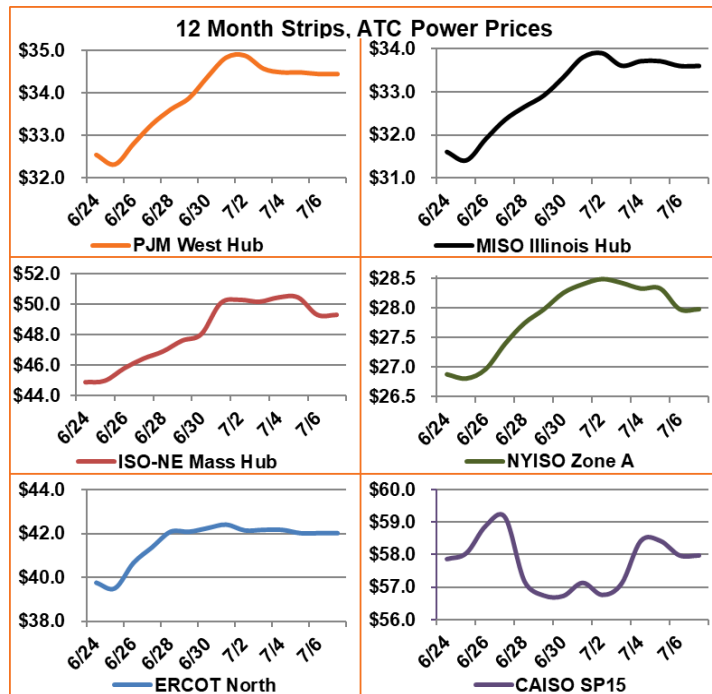 12 Month Strips, ATC Power Prices
$35.0
$34.0
$33.0
$32.0
6/24 6/26 6/28 6/30 7/2 7/4 7/6
PJM West Hub
$34.0
$33.0
$32.0
$31.0
6/24 6/26 6/28 6/30 7/2 7/4 7/6
MISO Illinois Hub
$52.0
$50.0
$48.0
$46.0
$44.0
6/24 6/26 6/28 6/30 7/2 7/4 7/6
ISO-NE Mass Hub
$28.5
$28.0
$27.5
$27.0
$26.5
6/24 6/26 6/28 6/30 7/2 7/4 7/6
NYISO Zone A
$44.0
$42.0
$40.0
$38.0
6/24 6/26 6/28 6/30 7/2 7/4 7/6
ERCOT North
$60.0
$59.0
$58.0
$57.0
$56.0
6/24 6/26 6/28 6/30 7/2 7/4 7/6
CAISO SP15